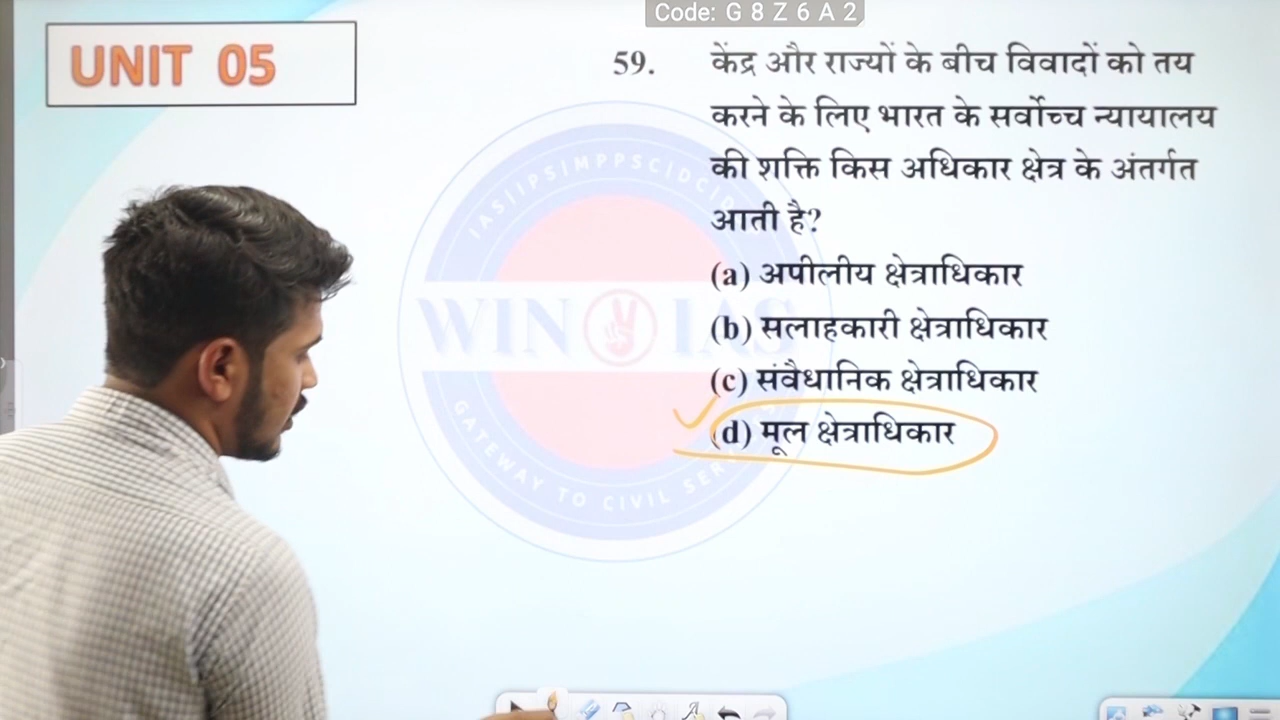 Code: G 8 Z 6 A 2
UNIT 05
59. केंद्र और राज्यों के बीच विवादों को तय
करने के लिए भारत के सर्वोच्च न्यायालय
की शक्ति किस अधिकार क्षेत्र के अंतर्गत
आती है?
(a) अपीलीय क्षेत्राधिकार
(b) सलाहकारी क्षेत्राधिकार
(c) संवैधानिक क्षेत्राधिकार
(d) मूल क्षेत्राधिकार
WIN IAS
GATEWAY TO CIVIL